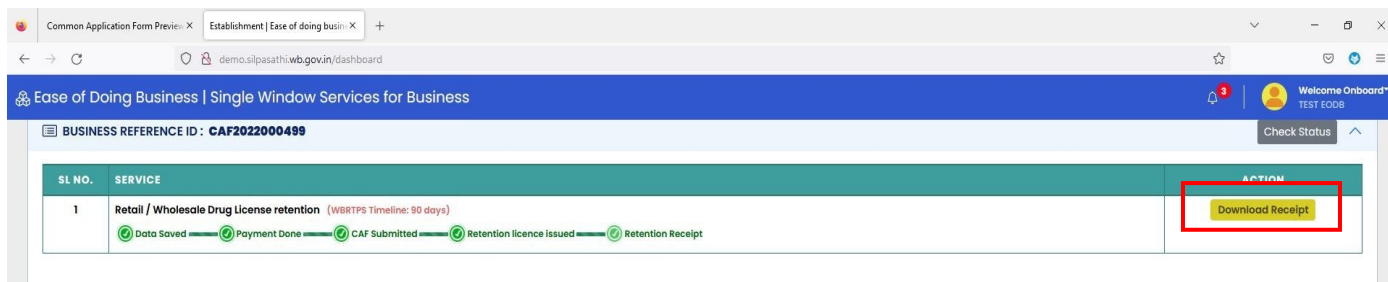 Common Application Form Preview
Establishment | Ease of doing busin
demo.silpasathi.wb.gov.in/dashboard
Ease of Doing Business | Single Window Services for Business
3
Welcome Onboard"
TEST EODB
BUSINESS REFERENCE ID : CAF2022000499
Check Status
SL NO. SERVICE ACTION
1 Retail / Wholesale Drug License retention (WBRTPS Timeline: 90 days) Download Receipt
Data Saved Payment Done CAF Submitted Retention licence issued Retention Receipt